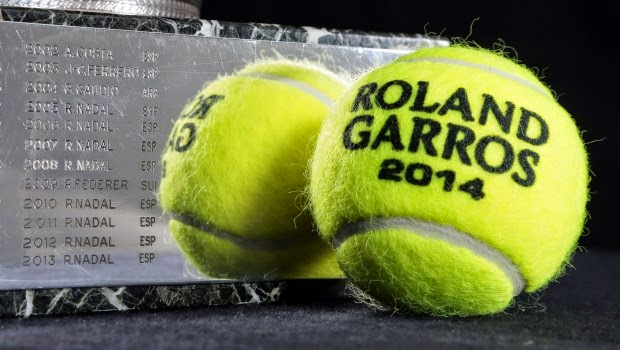 2002 A.COSTA ESP
2003 J.C.FERRERO ESP
2004 G.GAUDIO ARG
2005 R.NADAL ESP
2006 R.NADAL ESP
2007 R.NADAL ESP
2008 R.NADAL ESP
2009 R.FEDERER SUI
2010 R.NADAL ESP
2011 R.NADAL ESP
2012 R.NADAL ESP
2013 R.NADAL ESP
ROLAND
GARROS
2014